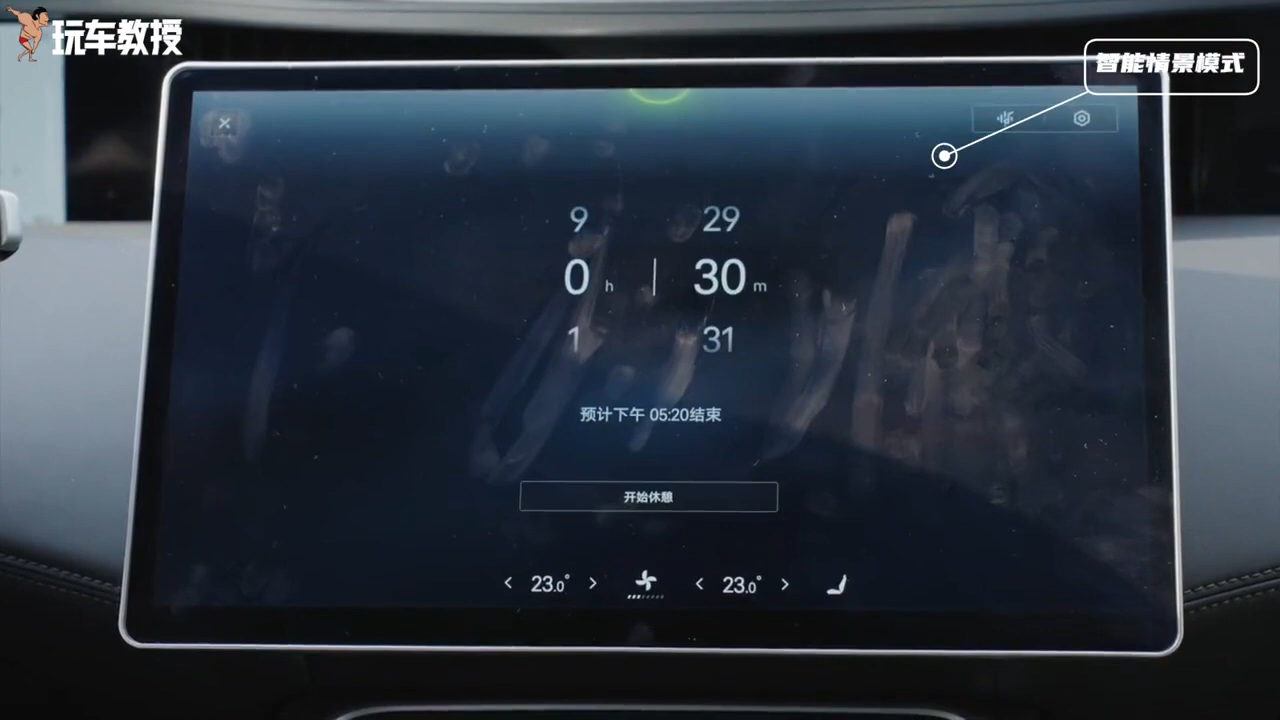 玩车教授
智能情景模式
9 29
0 h 30 m
1 31
预计下午 05:20结束
开始休憩
23.0° 23.0°